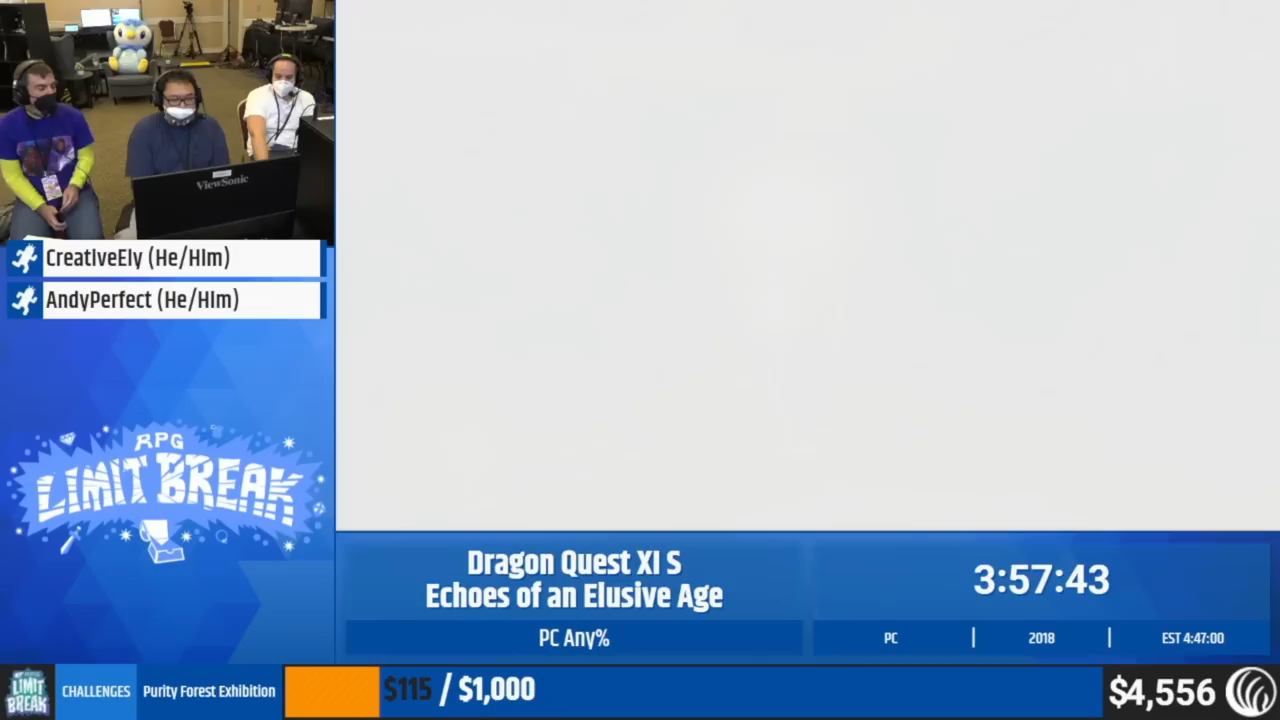 ViewSonic
CreatIveEly (He/HIm)
AndyPerfect (He/HIm)
RPG
LIMIT BREAK
Dragon Quest XI S
Echoes of an Elusive Age
3:57:43
PC Any%
PC | 2018 | EST 4:47:00
LIMIT BREAK
CHALLENGES
Purity Forest Exhibition
$115 / $1,000
$4,556